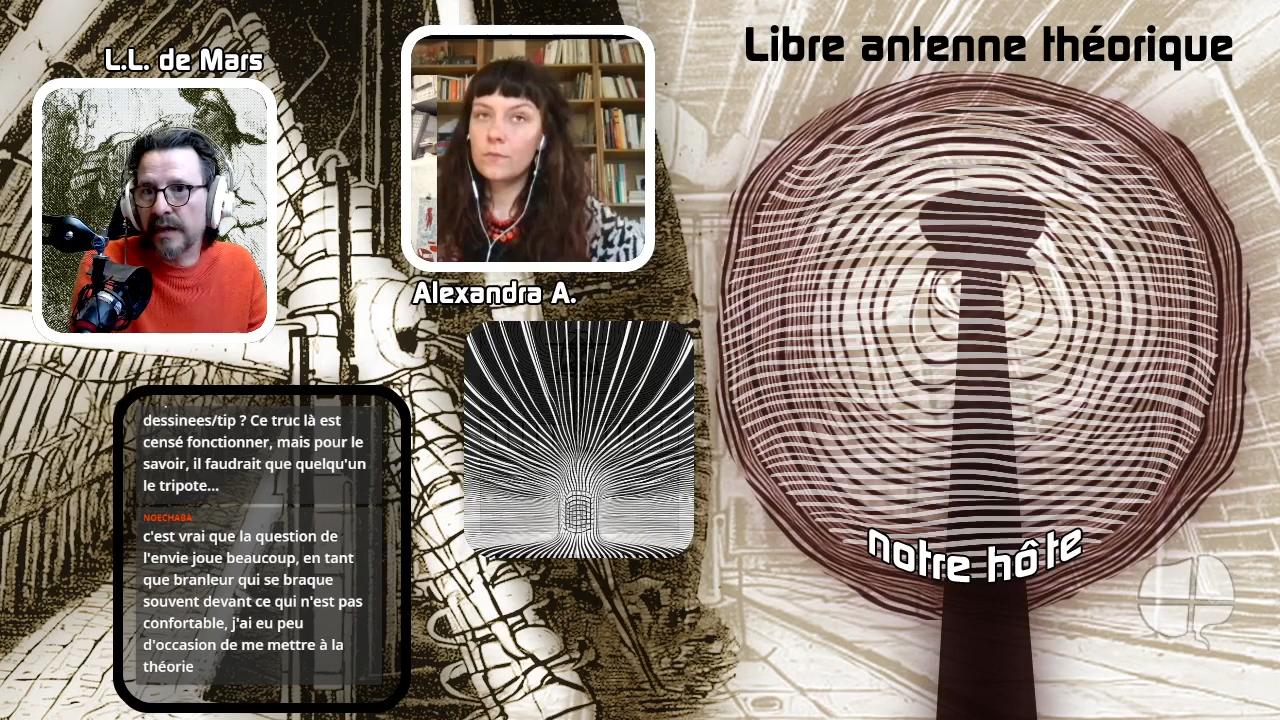 L.L. de Mars
Libre antenne théorique
Alexandra A.
dessinees/tip ? Ce truc là est
censé fonctionner, mais pour le
savoir, il faudrait que quelqu'un
le tripote...
NOECHABA
c'est vrai que la question de
l'envie joue beaucoup, en tant
que branleur qui se braque
souvent devant ce qui n'est pas
confortable, j'ai eu peu
d'occasion de me mettre à la
théorie
notre hôte